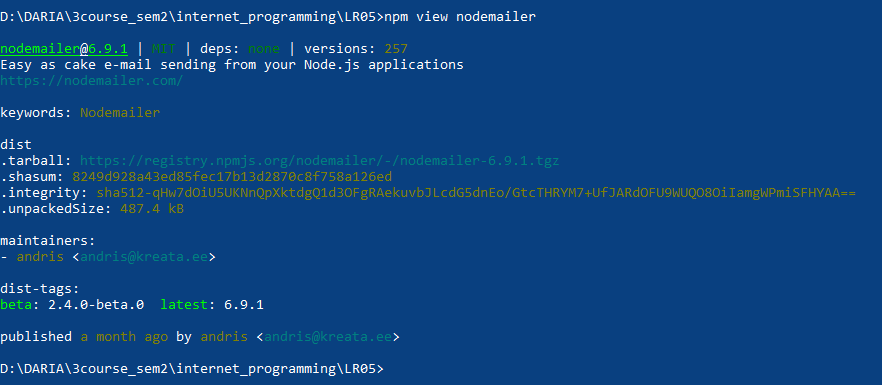 D:\DARIA\3course_sem2\internet_programming\LR05>npm view nodemailer
nodemailer@6.9.1 | MIT | deps: none | versions: 257
Easy as cake e-mail sending from your Node.js applications
https://nodemailer.com/
keywords: Nodemailer
dist
.tarball: https://registry.npmjs.org/nodemailer/-/nodemailer-6.9.1.tgz
.shasum: 8249d928a43ed85fec17b13d2870c8f758a126ed
.integrity: sha512-qHw7dOiU5UKNnQpXktdgQ1d3OFgRAekuvbJLcdG5dnEo/GtcTHRYM7+UfJARdOFU9WUQO8OiIamgWPmiSFHYAA==
.unpackedSize: 487.4 kB
maintainers:
- andris <andris@kreata.ee>
dist-tags:
beta: 2.4.0-beta.0  latest: 6.9.1
published a month ago by andris <andris@kreata.ee>
D:\DARIA\3course_sem2\internet_programming\LR05>